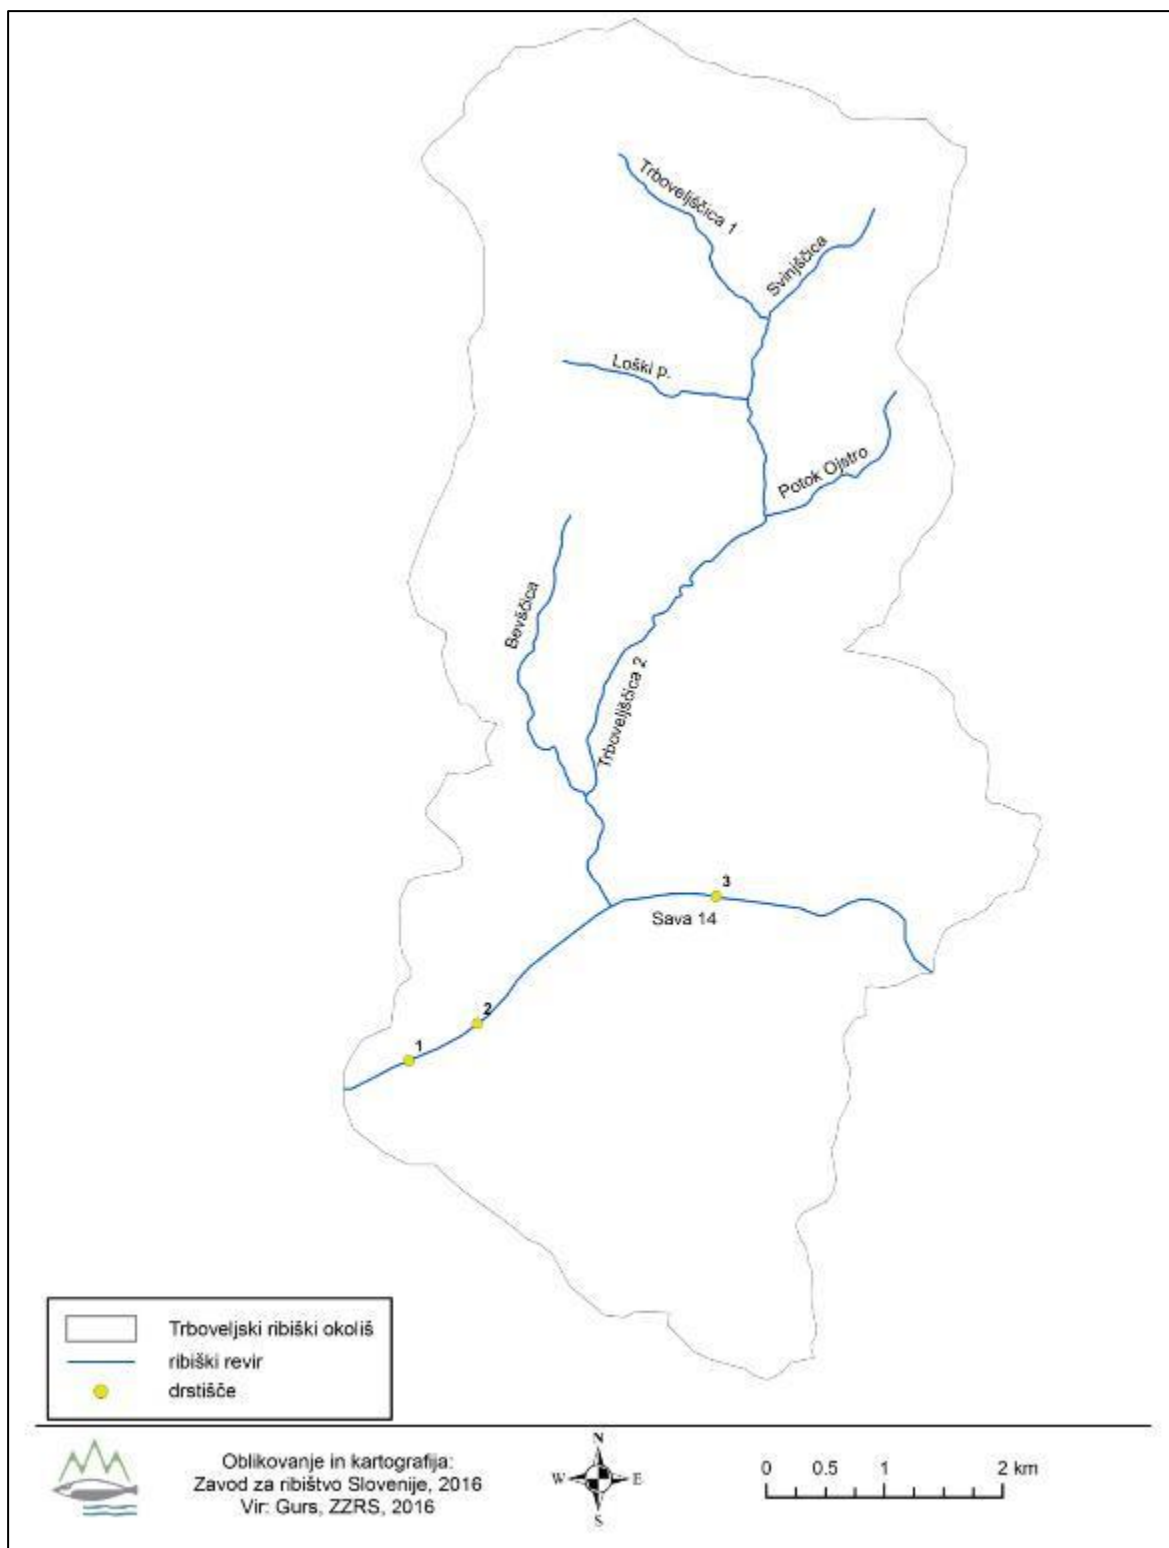 Trboveljščica 1
Svinjščica
Loški p.
Potok Ojstro
Bevščica
Trboveljščica 2
3
Sava 14
2
1
Trboveljski ribiški okoliš
ribiški revir
drstišče
Oblikovanje in kartografija:
Zavod za ribištvo Slovenije, 2016
Vir: Gurs, ZZRS, 2016
N
W E
S
0 0.5 1 2 km